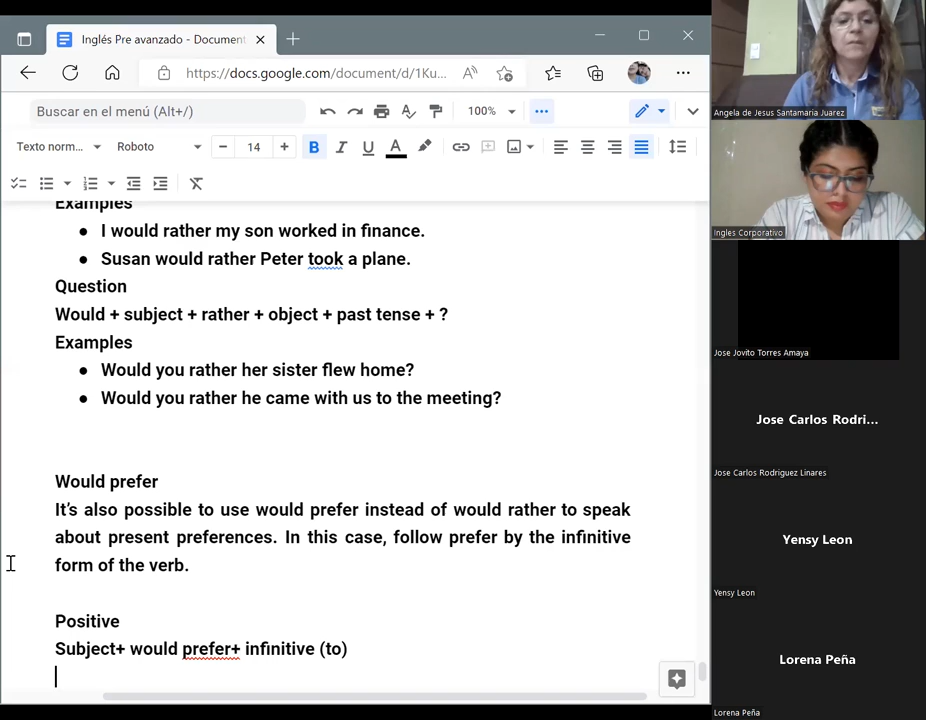 Inglés Pre avanzado - Document
https://docs.google.com/document/d/1Ku...
Buscar en el menú (Alt+/)
100%
Texto norm...
Roboto
14
Examples
● I would rather my son worked in finance.
● Susan would rather Peter took a plane.
Question
Would + subject + rather + object + past tense + ?
Examples
● Would you rather her sister flew home?
● Would you rather he came with us to the meeting?
Would prefer
It's also possible to use would prefer instead of would rather to speak
about present preferences. In this case, follow prefer by the infinitive
form of the verb.
Positive
Subject+ would prefer+ infinitive (to)
Angela de Jesus Santamaria Juarez
Ingles Corporativo
Jose Jovito Torres Amaya
Jose Carlos Rodri...
Jose Carlos Rodriguez Linares
Yensy Leon
Yensy Leon
Lorena Peña
Lorena Peña